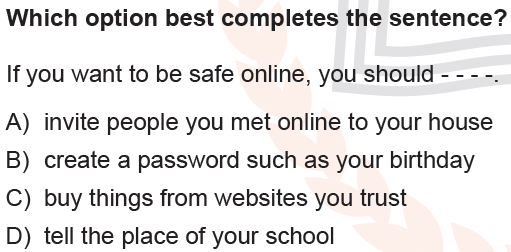 Which option best completes the sentence?
If you want to be safe online, you should - - - -.
A) invite people you met online to your house
B) create a password such as your birthday
C) buy things from websites you trust
D) tell the place of your school